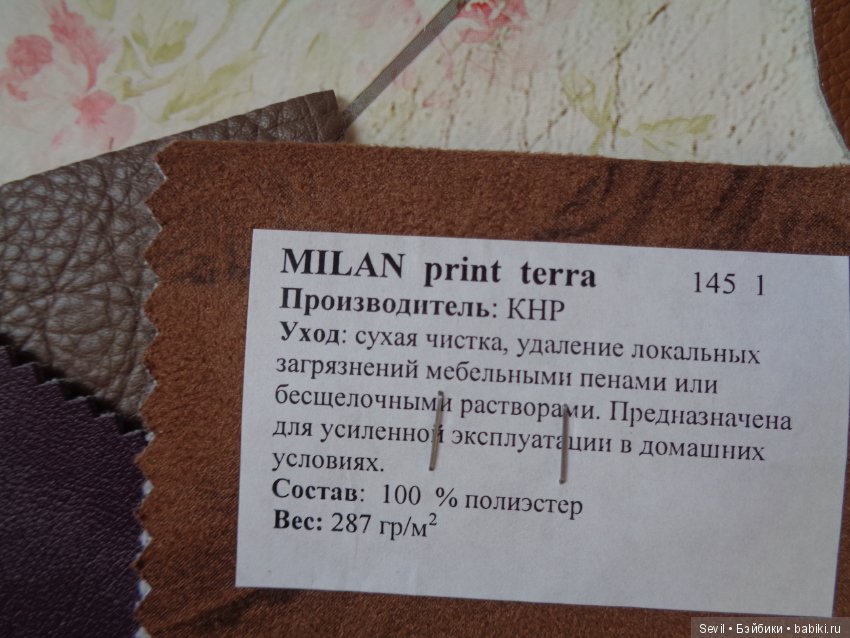 MILAN print terra 145 1
Производитель: КНР
Уход: сухая чистка, удаление локальных
загрязнений мебельными пенами или
бесщелочными растворами. Предназначена
для усиленной эксплуатации в домашних
условиях.
Состав: 100 % полиэстер
Вес: 287 гр/м²
Sevil • Бэйбики • babiki.ru